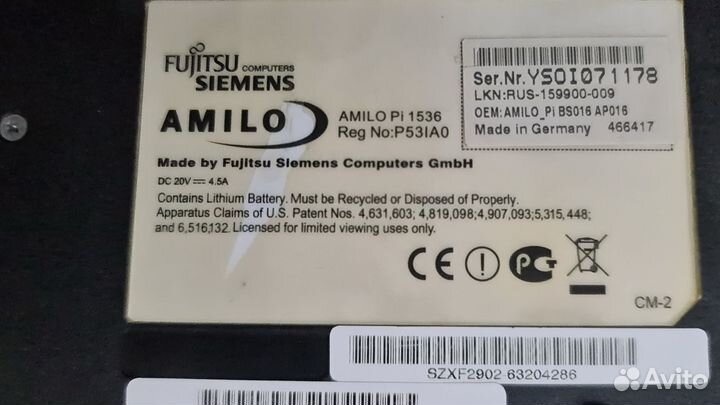 FUJITSU COMPUTERS
SIEMENS
AMILO
AMILO Pi 1536
Reg No:P53IA0
Ser.Nr.YSOI071178
LKN:RUS-159900-009
OEM:AMILO_Pi BS016 AP016
Made in Germany 466417
Made by Fujitsu Siemens Computers GmbH
DC 20V ⎓ 4.5A
Contains Lithium Battery. Must be Recycled or Disposed of Properly.
Apparatus Claims of U.S. Patent Nos. 4,631,603; 4,819,098;4,907,093;5,315,448;
and 6,516,132. Licensed for limited viewing uses only.
CE
CM-2
SZXF2902 63204286
Avito